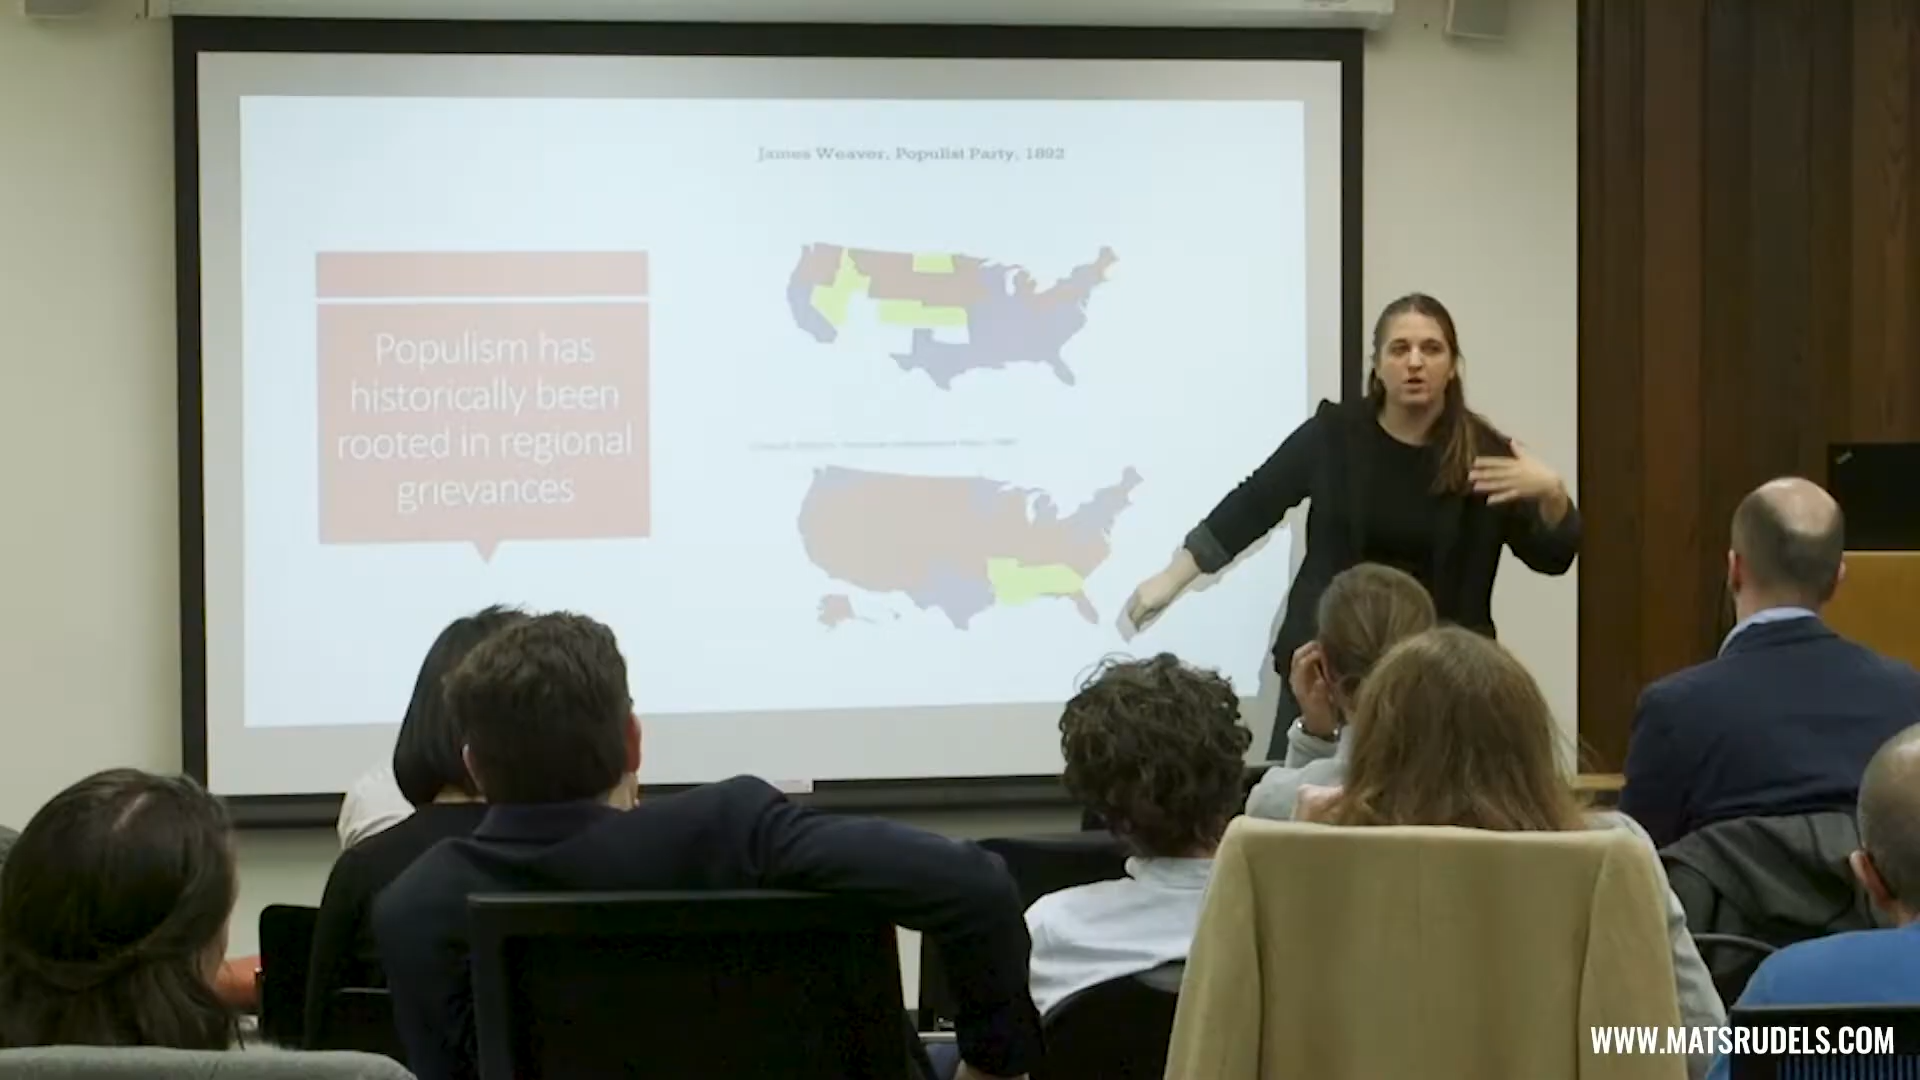 James Weaver, Populist Party, 1892
Populism has
historically been
rooted in regional
grievances
WWW.MATSRUDELS.COM